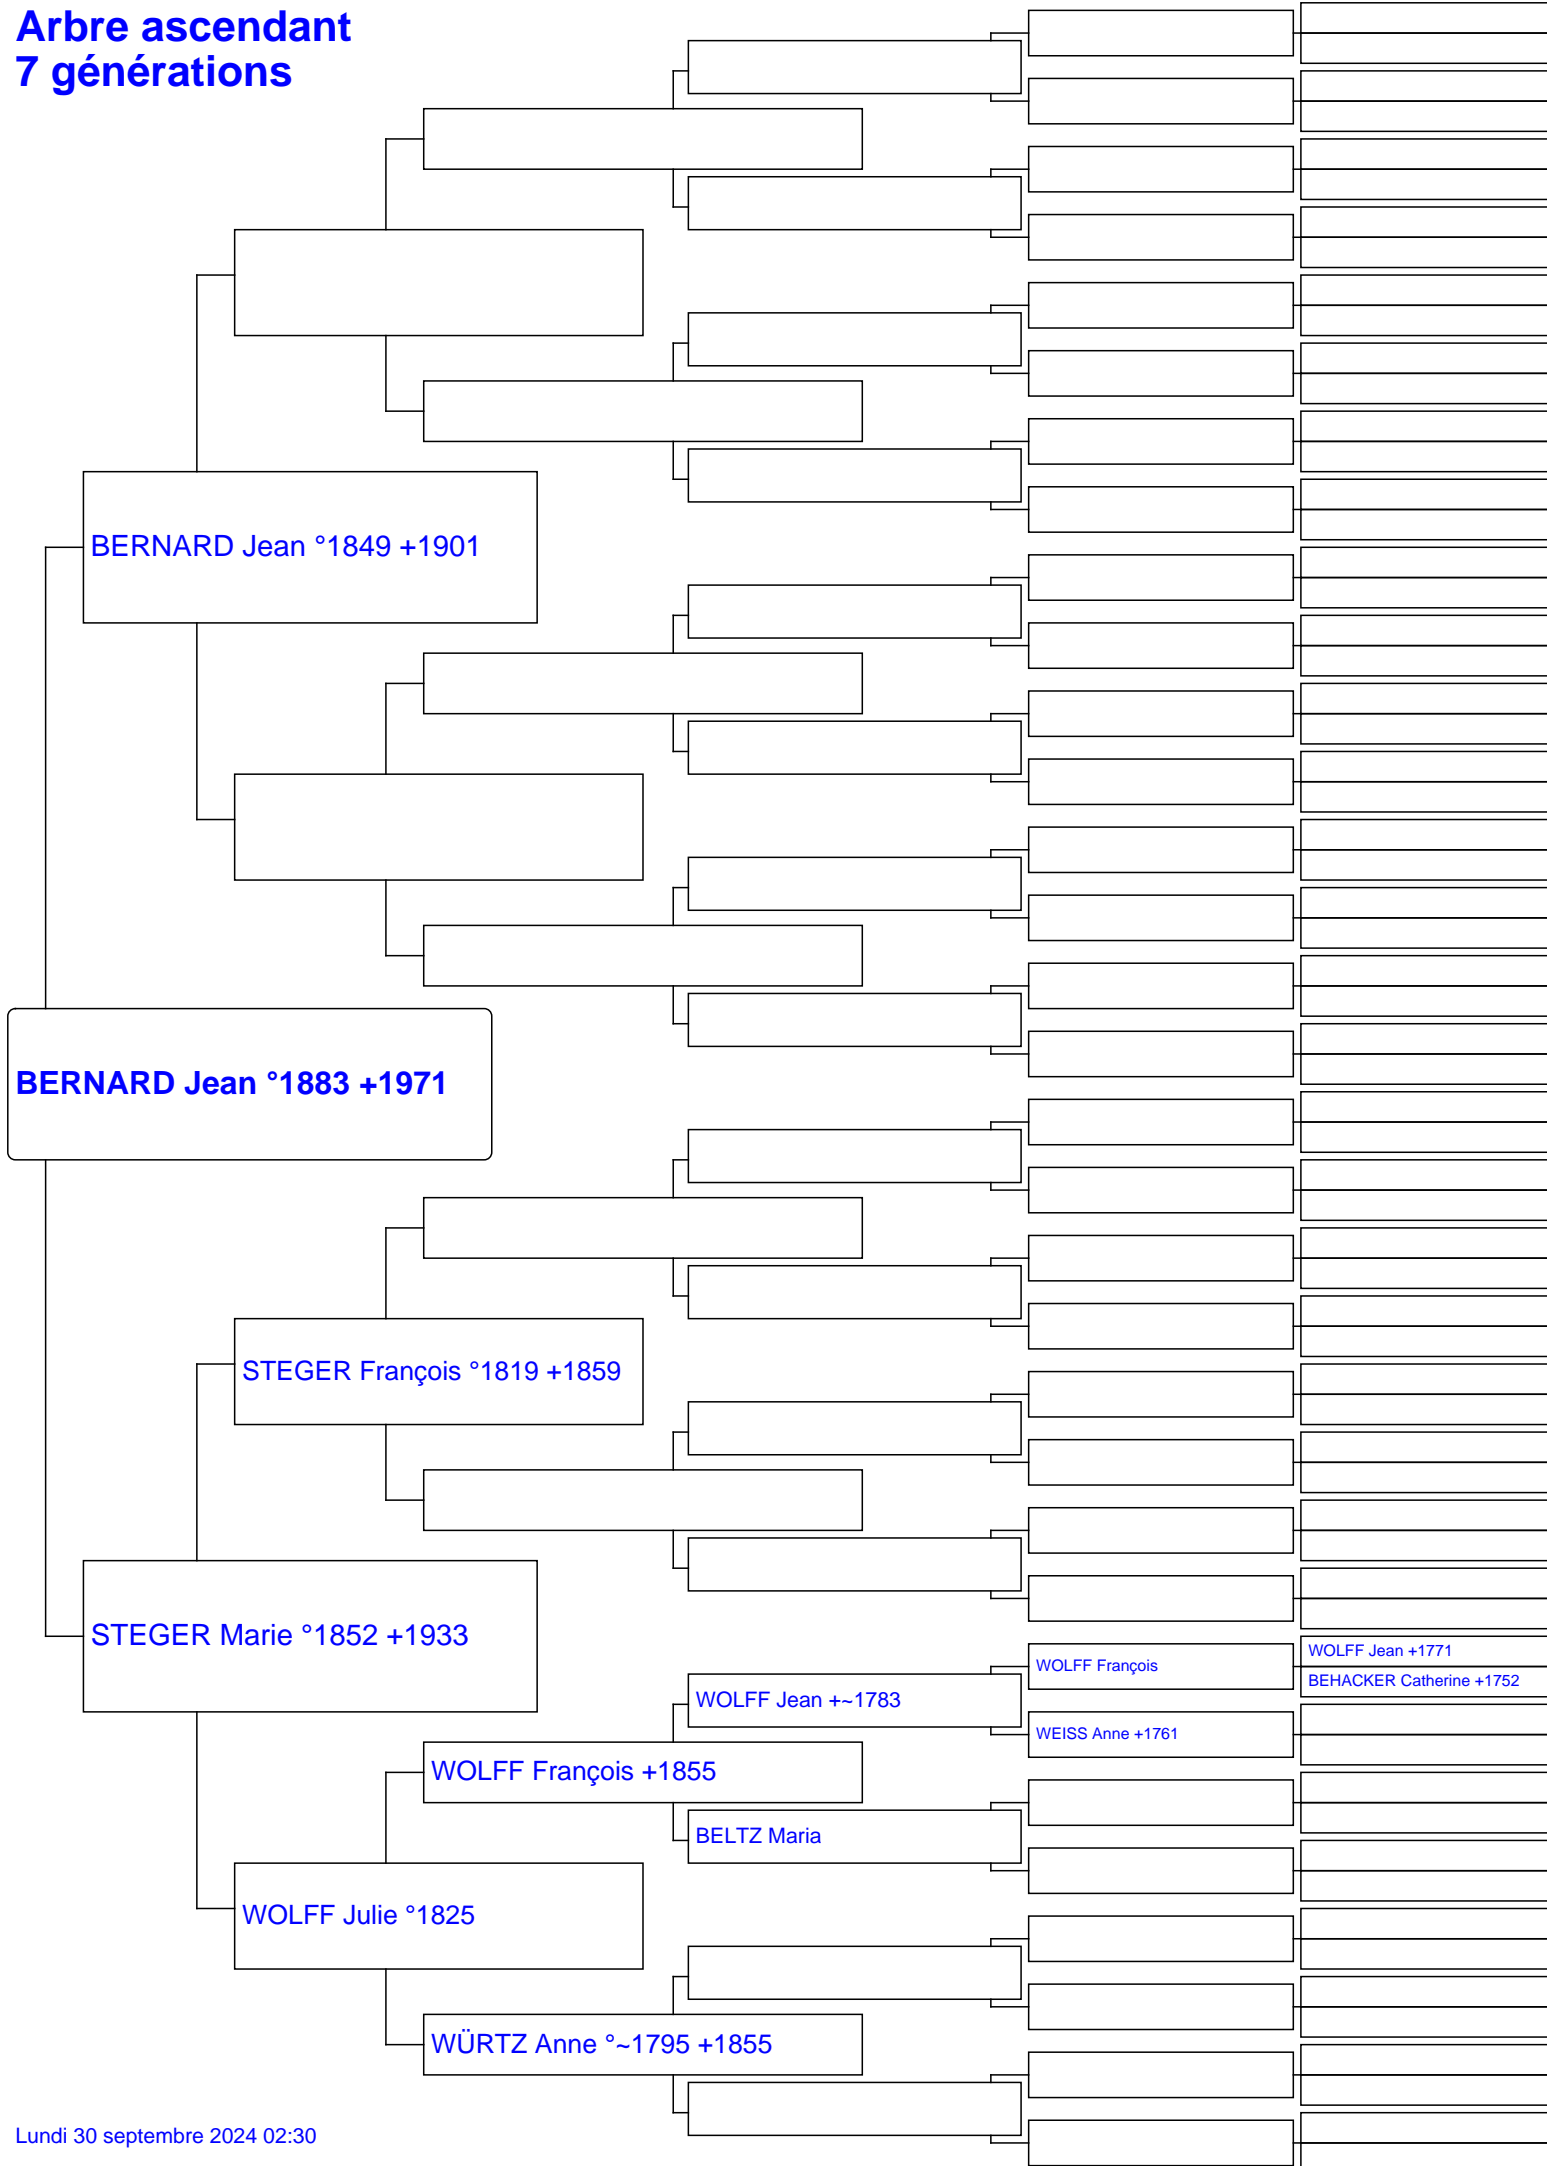 Arbre ascendant
7 générations
BERNARD Jean °1849 +1901
BERNARD Jean °1883 +1971
STEGER François °1819 +1859
STEGER Marie °1852 +1933
WOLFF Jean +1771
WOLFF François
BEHACKER Catherine +1752
WOLFF Jean +~1783
WEISS Anne +1761
WOLFF François +1855
BELTZ Maria
WOLFF Julie °1825
WÜRTZ Anne °~1795 +1855
Lundi 30 septembre 2024 02:30